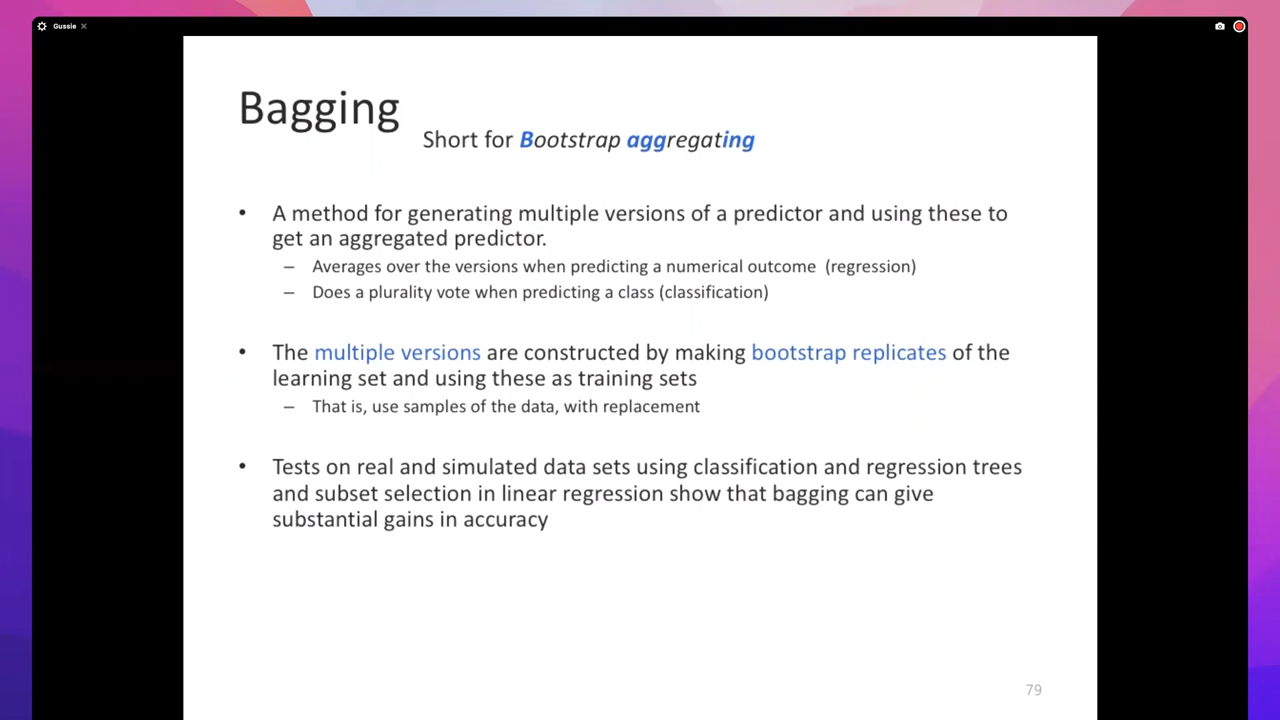 Gussie
Bagging
Short for Bootstrap aggregating
• A method for generating multiple versions of a predictor and using these to
get an aggregated predictor.
– Averages over the versions when predicting a numerical outcome (regression)
– Does a plurality vote when predicting a class (classification)
• The multiple versions are constructed by making bootstrap replicates of the
learning set and using these as training sets
– That is, use samples of the data, with replacement
• Tests on real and simulated data sets using classification and regression trees
and subset selection in linear regression show that bagging can give
substantial gains in accuracy
79